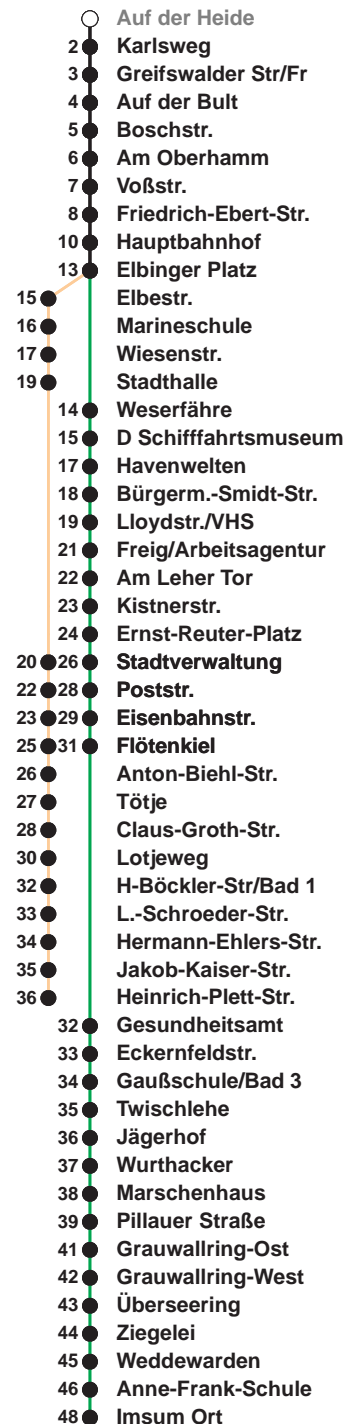 Auf der Heide
2 Karlsweg
3 Greifswalder Str/Fr
4 Auf der Bult
5 Boschstr.
6 Am Oberhamm
7 Voßstr.
8 Friedrich-Ebert-Str.
10 Hauptbahnhof
13 Elbinger Platz
15 Elbestr.
16 Marineschule
17 Wiesenstr.
19 Stadthalle
14 Weserfähre
15 D Schifffahrtsmuseum
17 Havenwelten
18 Bürgerm.-Smidt-Str.
19 Lloydstr./VHS
21 Freig/Arbeitsagentur
22 Am Leher Tor
23 Kistnerstr.
24 Ernst-Reuter-Platz
20 26 Stadtverwaltung
22 28 Poststr.
23 29 Eisenbahnstr.
25 31 Flötenkiel
26 Anton-Biehl-Str.
27 Tötje
28 Claus-Groth-Str.
30 Lotjeweg
32 H-Böckler-Str/Bad 1
33 L.-Schroeder-Str.
34 Hermann-Ehlers-Str.
35 Jakob-Kaiser-Str.
36 Heinrich-Plett-Str.
32 Gesundheitsamt
33 Eckernfeldstr.
34 Gaußschule/Bad 3
35 Twischlehe
36 Jägerhof
37 Wurthacker
38 Marschenhaus
39 Pillauer Straße
41 Grauwallring-Ost
42 Grauwallring-West
43 Überseering
44 Ziegelei
45 Weddewarden
46 Anne-Frank-Schule
48 Imsum Ort